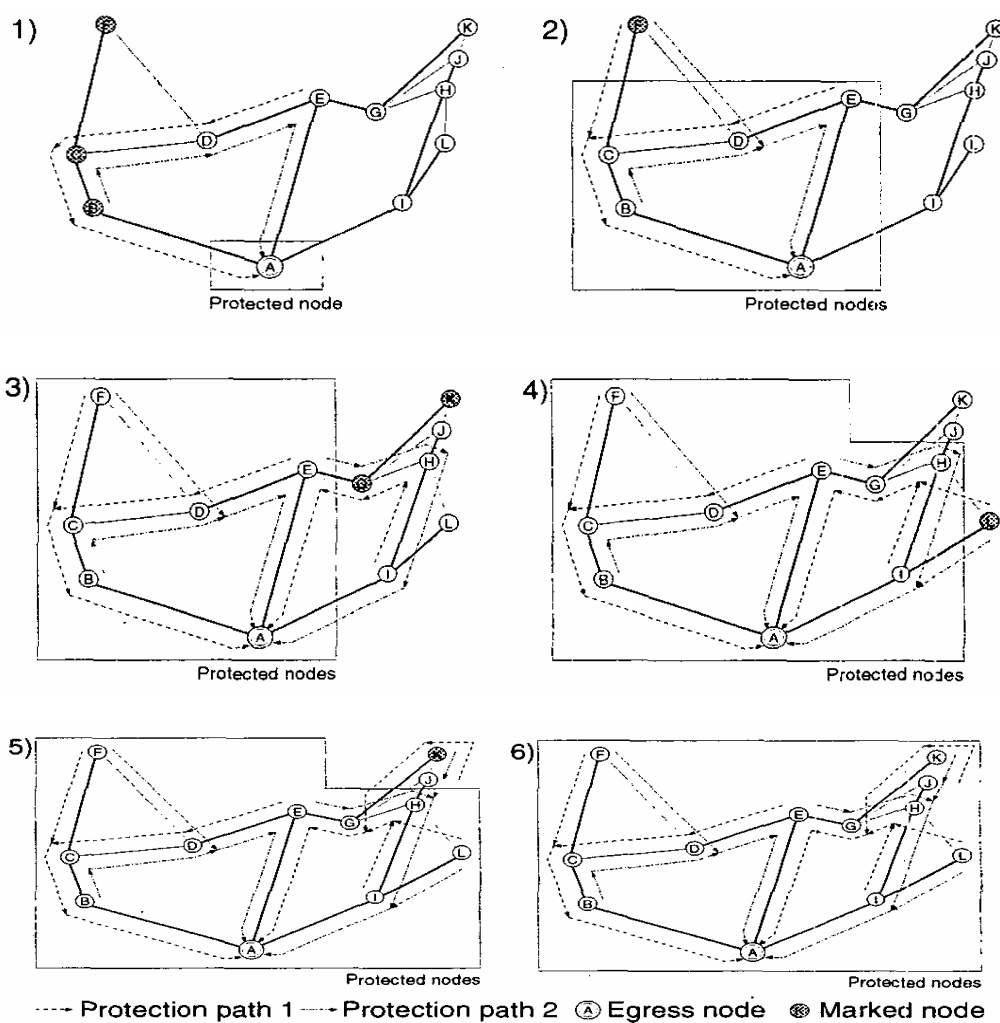 1)
K
J
E
H
G
D
L
C
B
I
A
Protected node
2)
K
J
E
H
G
D
C
B
I
A
Protected nodes
3)
F
K
J
E
H
G
D
C
L
B
I
A
Protected nodes
4)
F
K
J
E
H
G
D
C
B
I
A
Protected nodes
5)
F
K
J
E
H
G
D
C
L
B
I
A
Protected nodes
6)
F
K
J
E
H
G
D
C
L
B
I
A
Protected nodes
Protection path 1
Protection path 2
A Egress node
Marked node